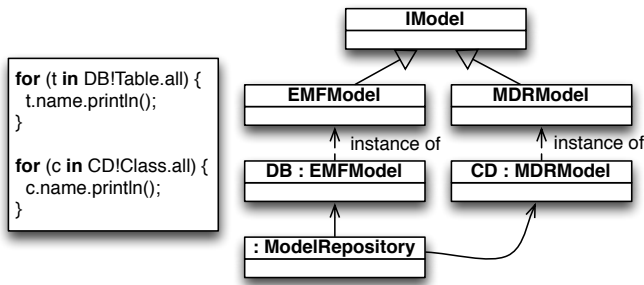 for (t in DB!Table.all) {
t.name.println();
}
for (c in CD!Class.all) {
c.name.println();
}
IModel
EMFModel
MDRModel
instance of
instance of
DB : EMFModel
CD : MDRModel
: ModelRepository